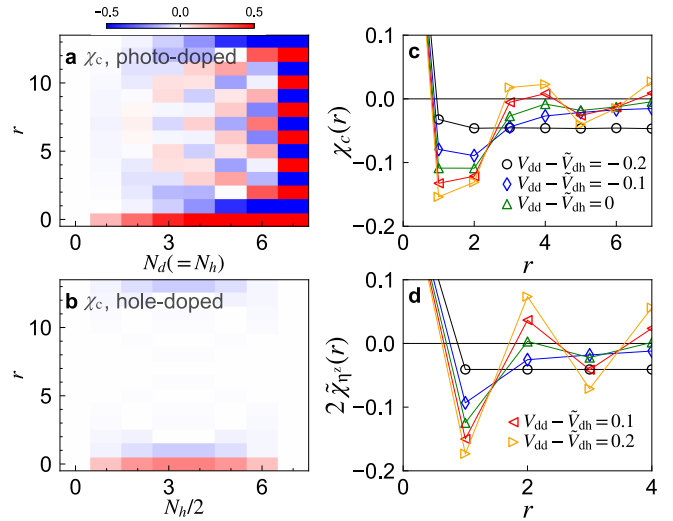 −0.5 0.0 0.5
a χc, photo-doped
10
5
0
r
0 3 6
Nd(=Nh)
b χc, hole-doped
10
5
0
r
0 3 6
Nh/2
c
0.1
0.0
−0.1
−0.2
χc(r)
Vdd − Ṽdh = −0.2
Vdd − Ṽdh = −0.1
Vdd − Ṽdh = 0
0 2 4 6
r
d
0.1
0.0
−0.1
−0.2
2 χ̃ηz(r)
Vdd − Ṽdh = 0.1
Vdd − Ṽdh = 0.2
0 2 4
r